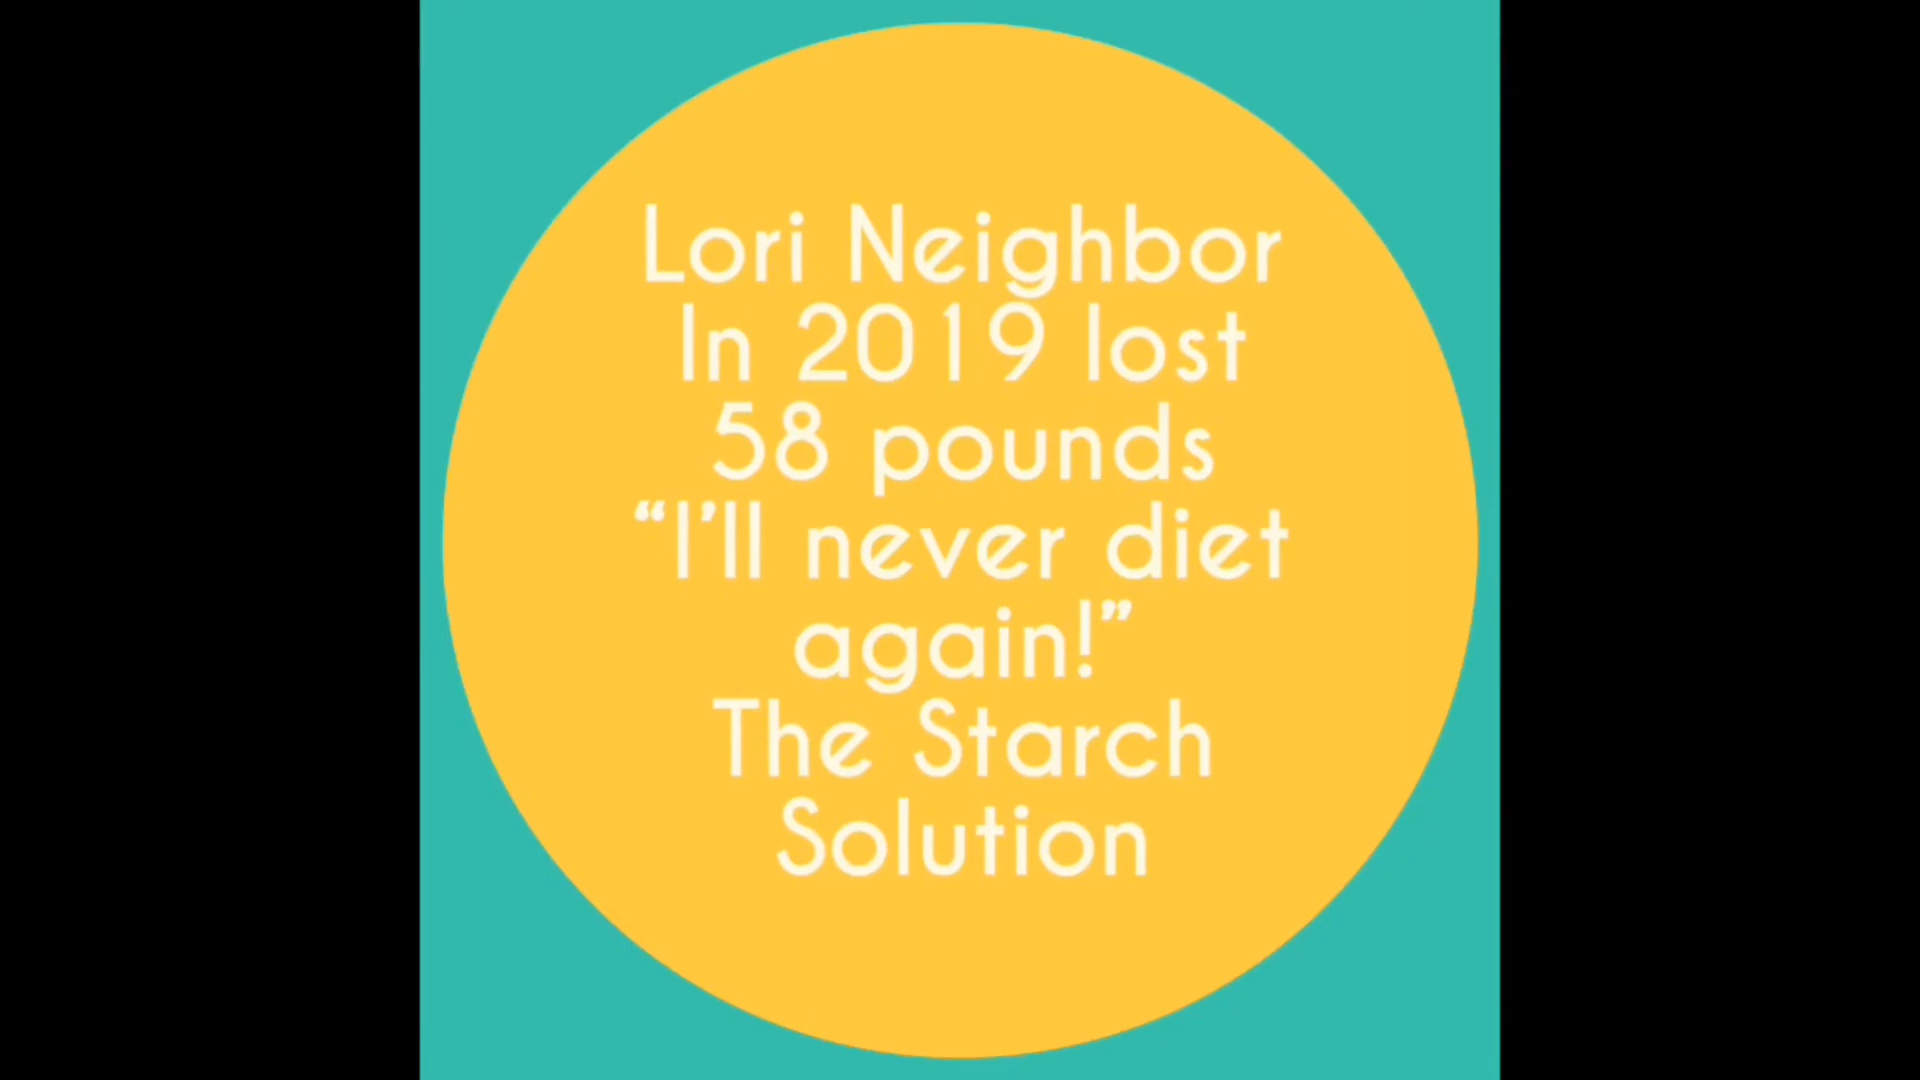 Lori Neighbor
In 2019 lost
58 pounds
“I’ll never diet
again!”
The Starch
Solution